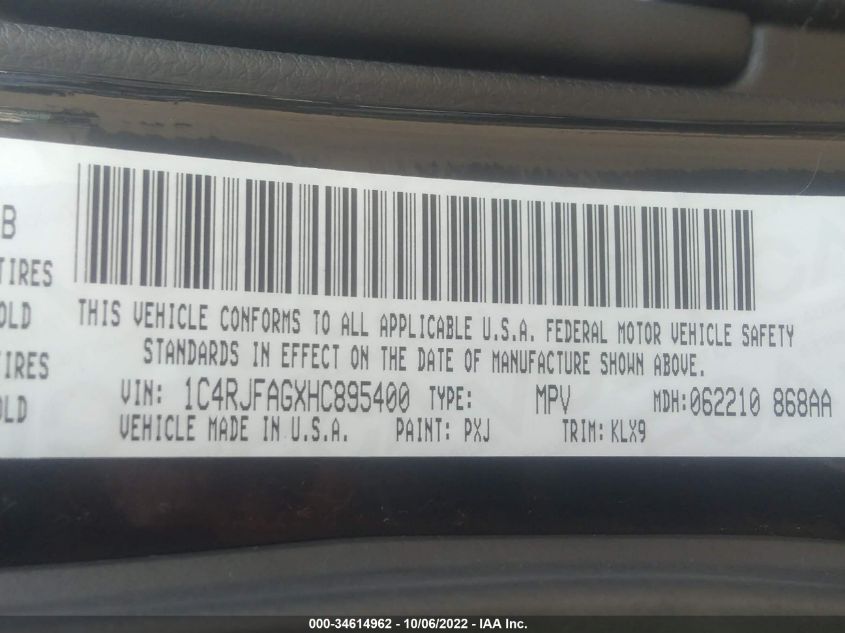 B
TIRES
OLD
TIRES
OLD
THIS VEHICLE CONFORMS TO ALL APPLICABLE U.S.A. FEDERAL MOTOR VEHICLE SAFETY
STANDARDS IN EFFECT ON THE DATE OF MANUFACTURE SHOWN ABOVE.
VIN: 1C4RJFAGXHC895400 TYPE: MPV MDH:062210 868AA
VEHICLE MADE IN U.S.A. PAINT: PXJ TRIM: KLX9
000-34614962 - 10/06/2022 - IAA Inc.